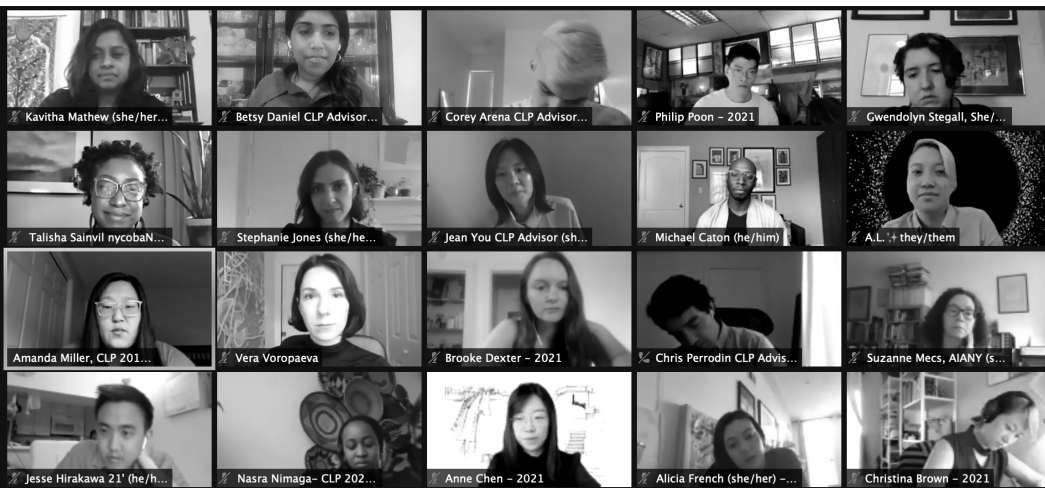 Kavitha Mathew (she/her...
Betsy Daniel CLP Advisor...
Corey Arena CLP Advisor...
Philip Poon – 2021
Gwendolyn Stegall, She/...
Talisha Sainvil nycobaN...
Stephanie Jones (she/he...
Jean You CLP Advisor (sh...
Michael Caton (he/him)
A.L. ✨ they/them
Amanda Miller, CLP 201...
Vera Voropaeva
Brooke Dexter – 2021
Chris Perrodin CLP Advis...
Suzanne Mecs, AIANY (s...
Jesse Hirakawa 21' (he/h...
Nasra Nimaga– CLP 202...
Anne Chen – 2021
Alicia French (she/her) –...
Christina Brown – 2021